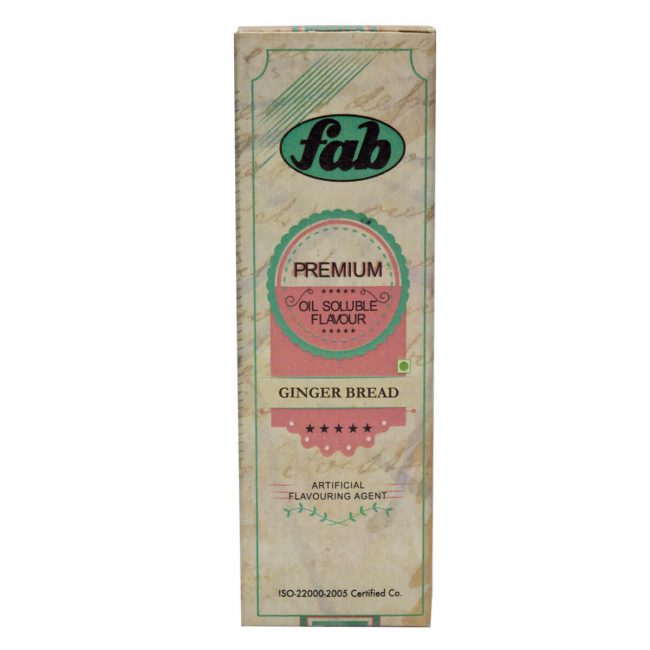 fab
PREMIUM
OIL SOLUBLE
FLAVOUR
GINGER BREAD
ARTIFICIAL
FLAVOURING AGENT
ISO-22000-2005 Certified Co.